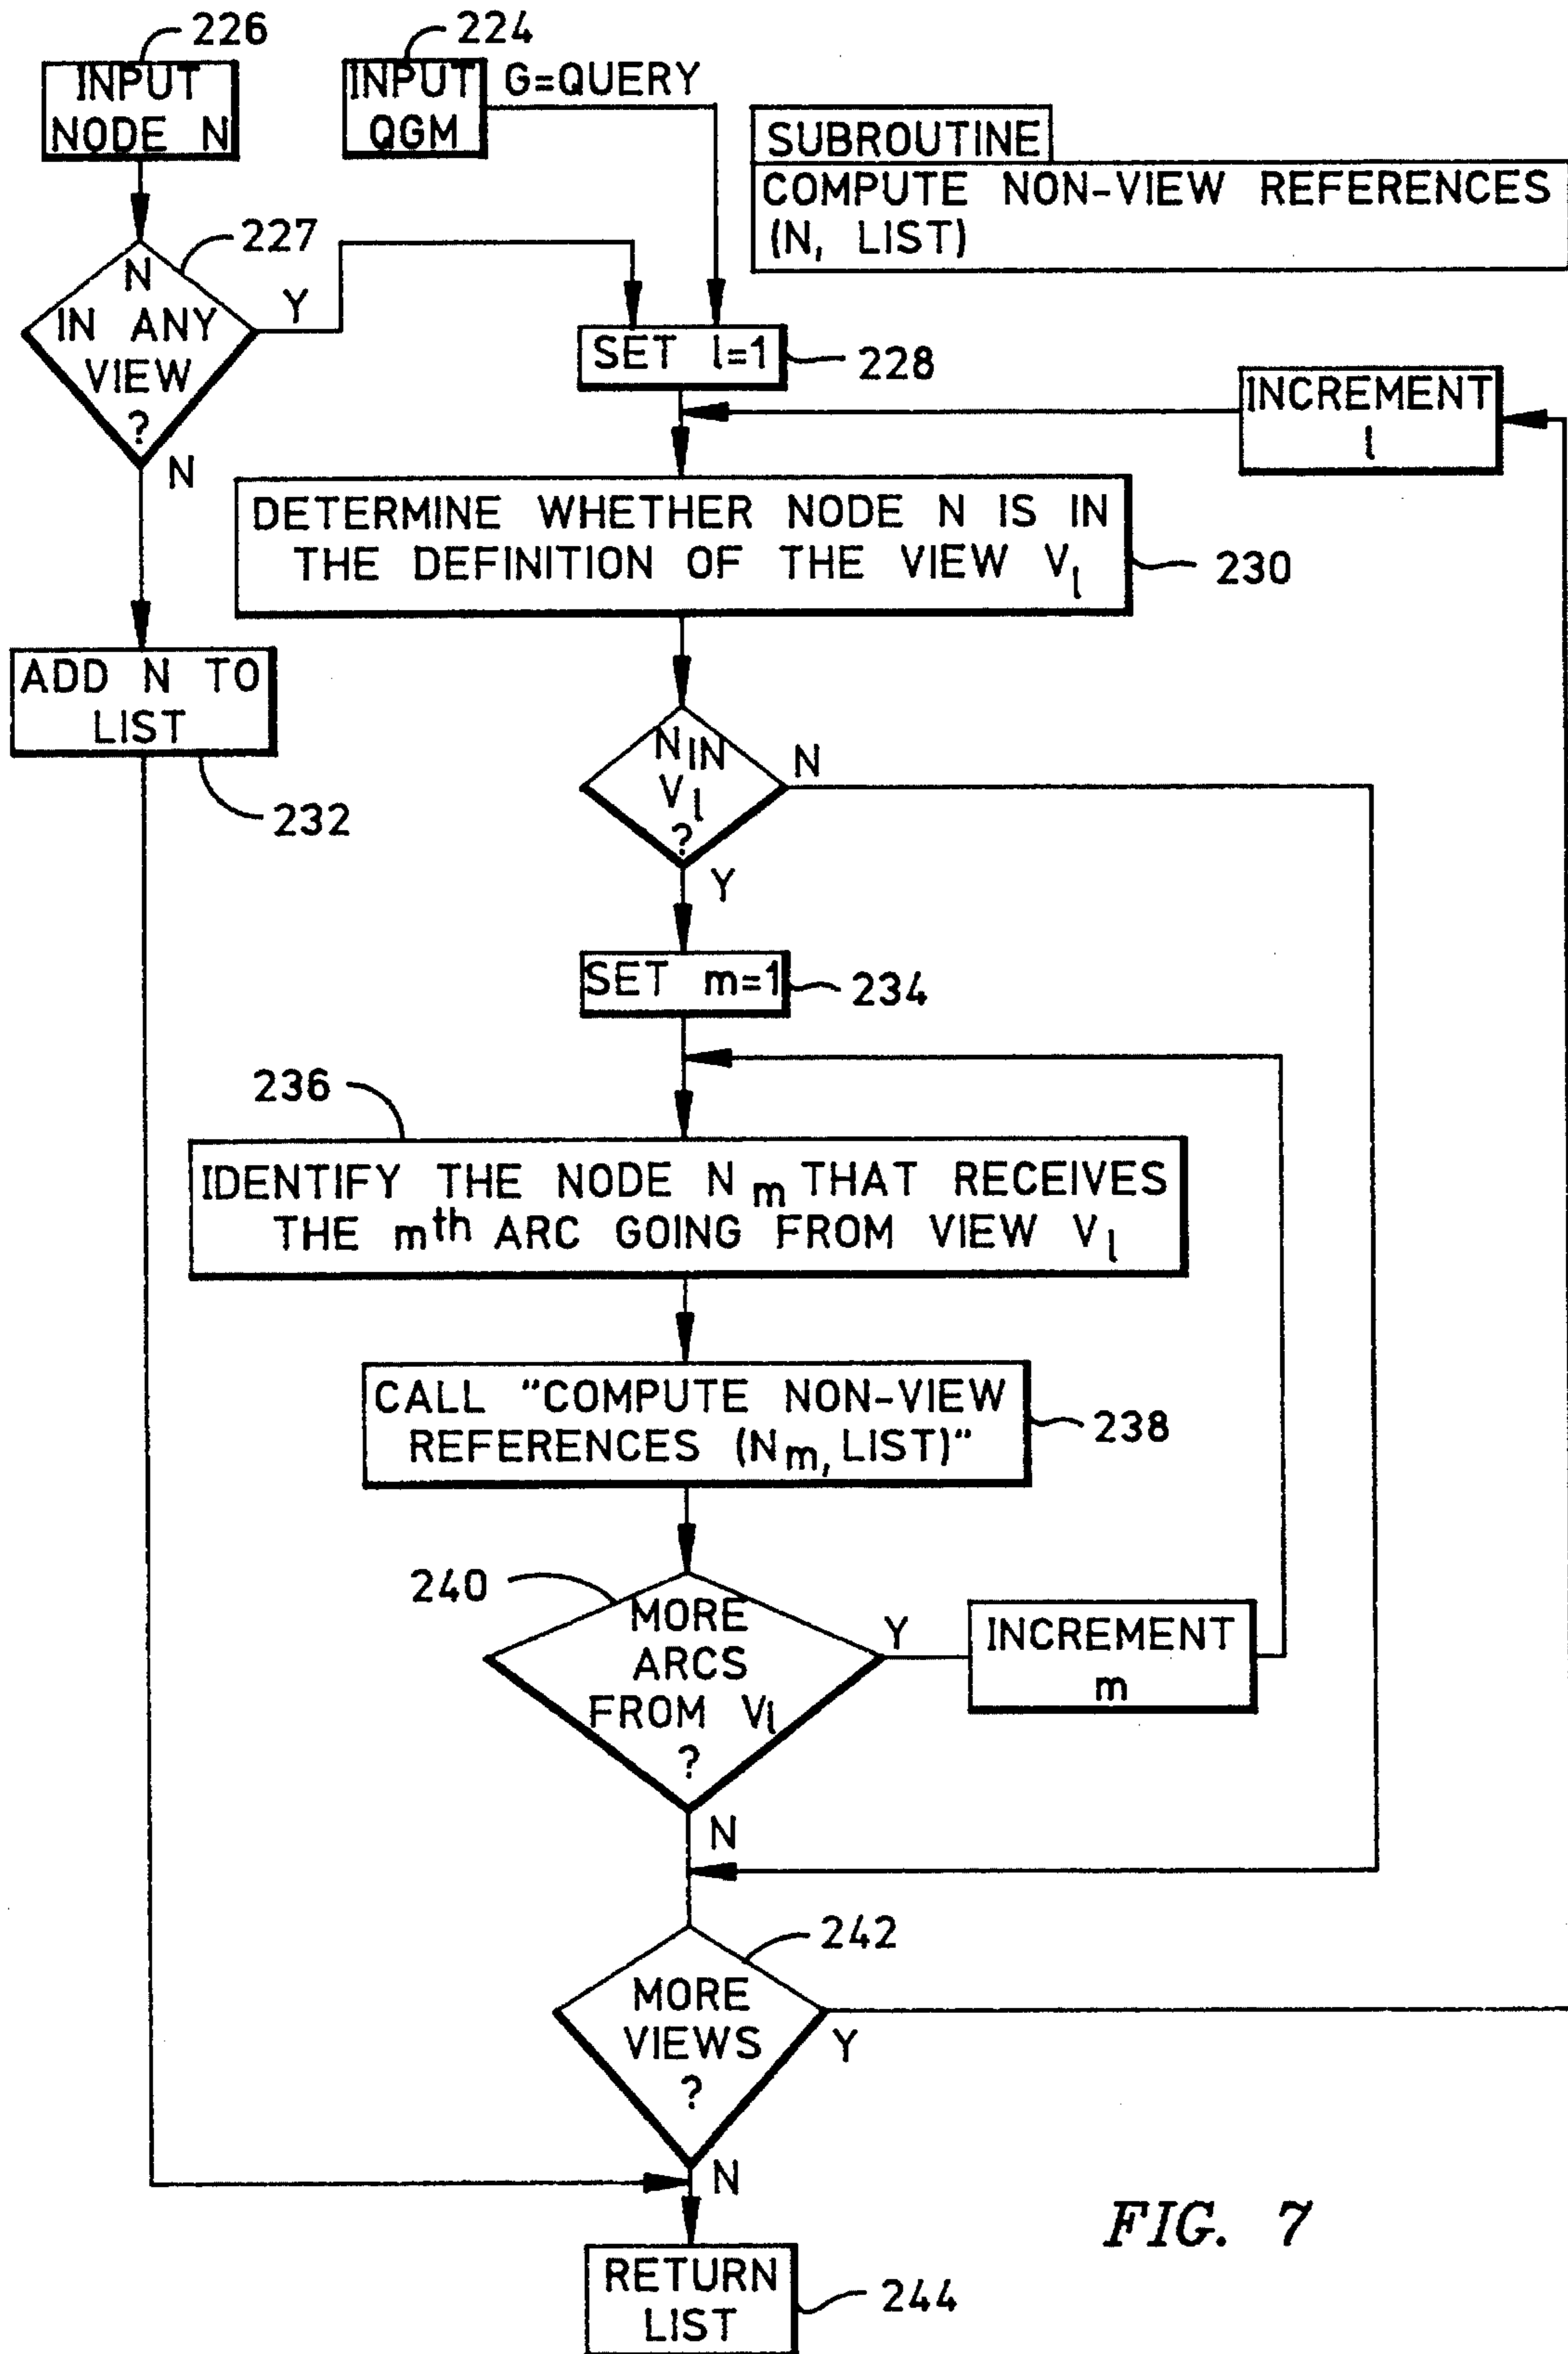 226
INPUT
NODE N
224
INPUT
QGM
G=QUERY
SUBROUTINE
COMPUTE NON-VIEW REFERENCES
(N, LIST)
227
N
IN ANY
VIEW
?
Y
N
SET l=1
228
INCREMENT
l
DETERMINE WHETHER NODE N IS IN
THE DEFINITION OF THE VIEW Vl
230
ADD N TO
LIST
232
N IN
Vl
?
N
Y
SET m=1
234
236
IDENTIFY THE NODE Nm THAT RECEIVES
THE mth ARC GOING FROM VIEW Vl
CALL "COMPUTE NON-VIEW
REFERENCES (Nm, LIST)"
238
240
MORE
ARCS
FROM Vl
?
Y
INCREMENT
m
N
242
MORE
VIEWS
?
Y
N
RETURN
LIST
244
FIG. 7